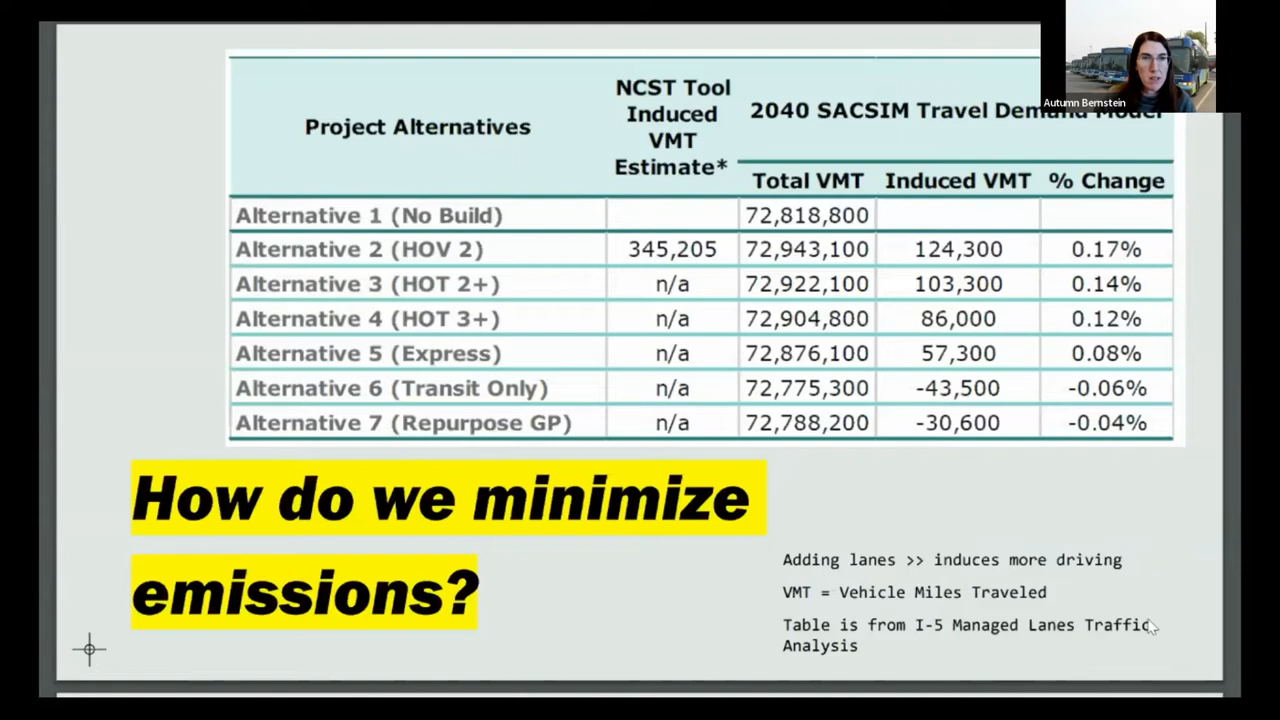 Autumn Bernstein
Project Alternatives
NCST Tool
Induced
VMT
Estimate*
2040 SACSIM Travel Demand Model
Total VMT Induced VMT % Change
Alternative 1 (No Build) 72,818,800
Alternative 2 (HOV 2) 345,205 72,943,100 124,300 0.17%
Alternative 3 (HOT 2+) n/a 72,922,100 103,300 0.14%
Alternative 4 (HOT 3+) n/a 72,904,800 86,000 0.12%
Alternative 5 (Express) n/a 72,876,100 57,300 0.08%
Alternative 6 (Transit Only) n/a 72,775,300 -43,500 -0.06%
Alternative 7 (Repurpose GP) n/a 72,788,200 -30,600 -0.04%
How do we minimize
emissions?
Adding lanes >> induces more driving
VMT = Vehicle Miles Traveled
Table is from I-5 Managed Lanes Traffic
Analysis